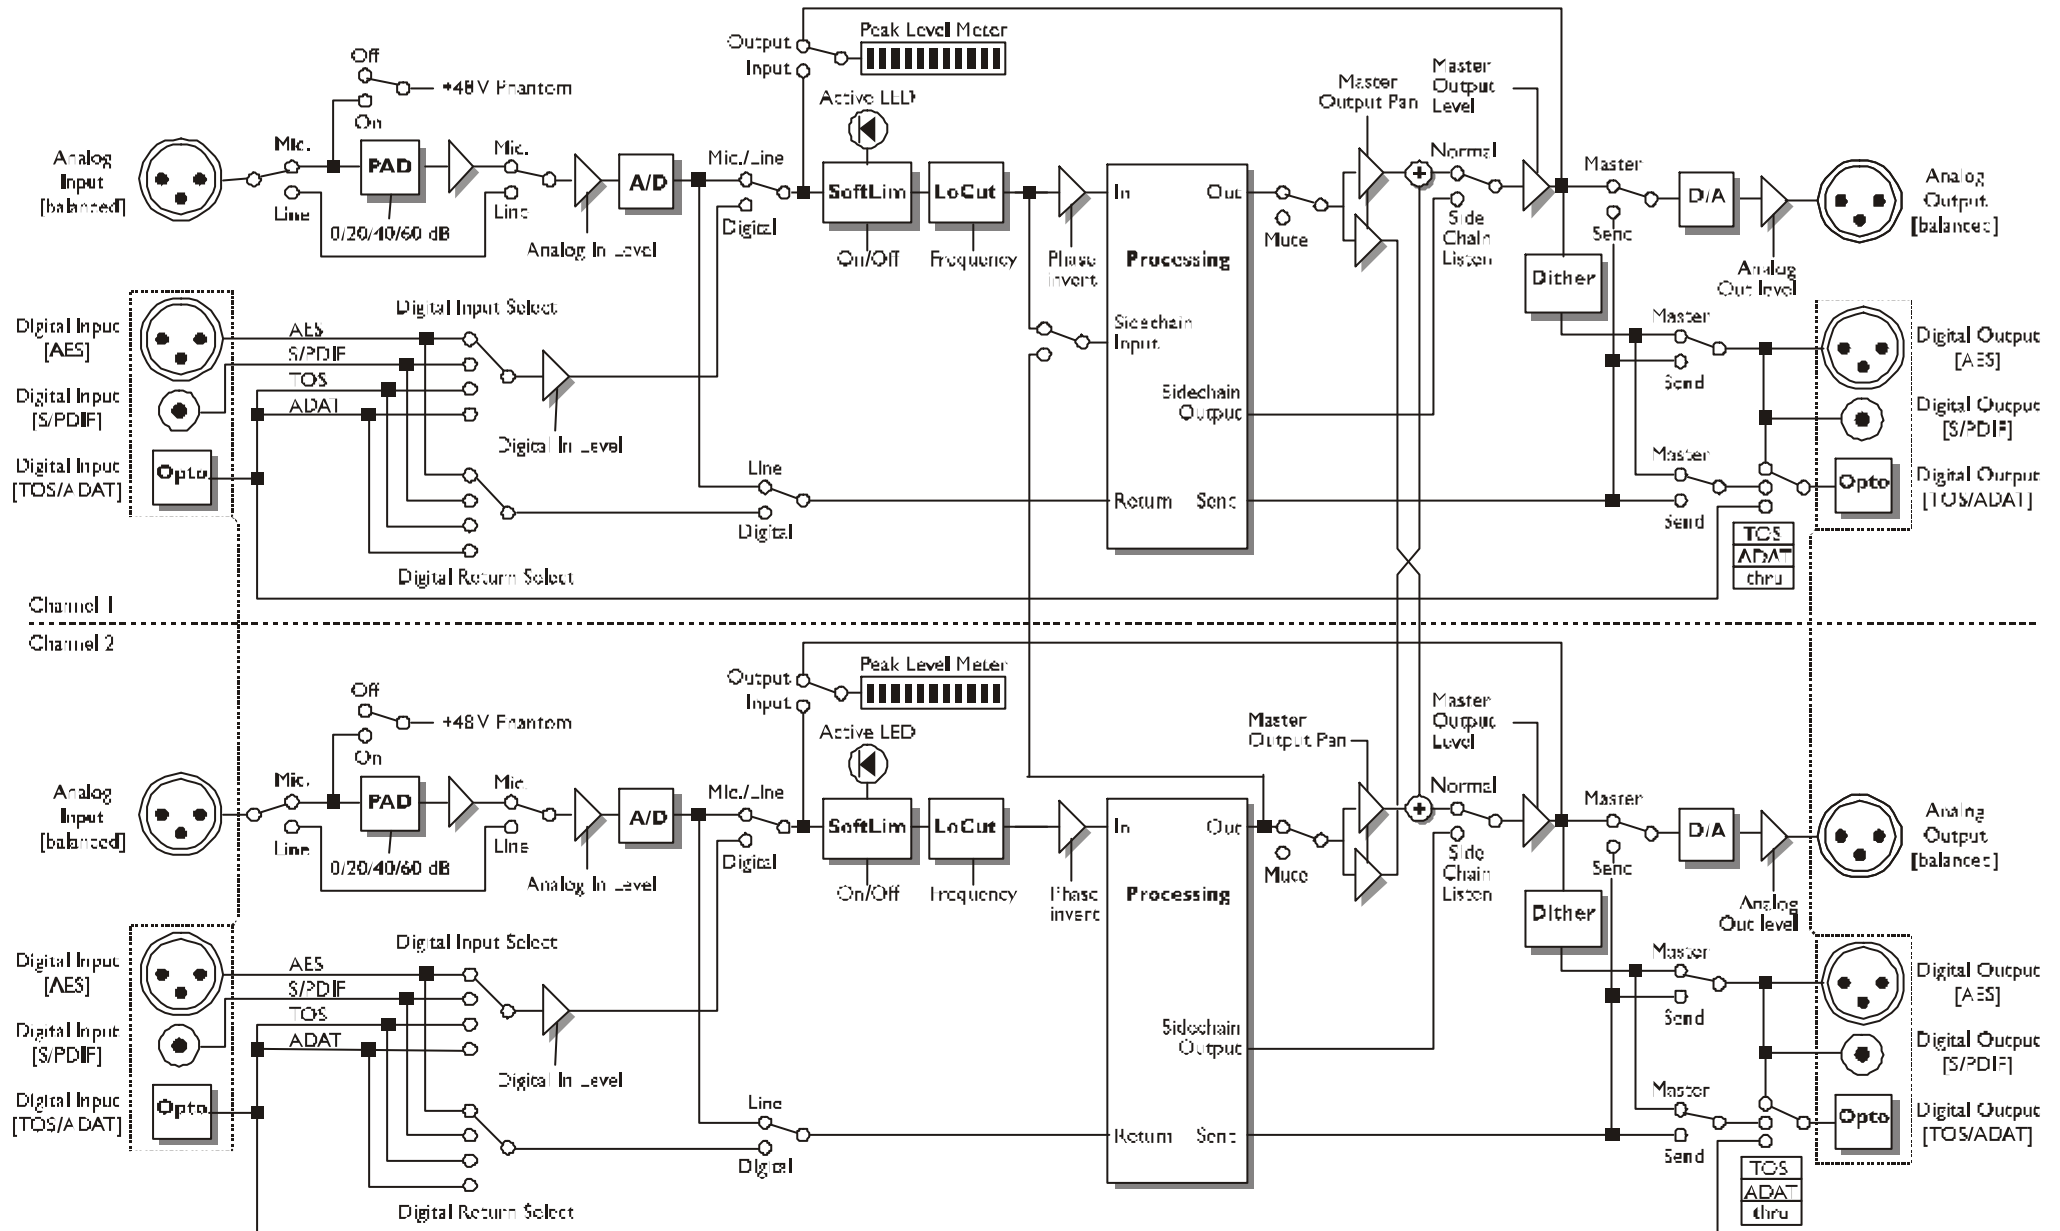 Peak Level Meter
Output
Input
Off
+48V Phantom
On
Active LED
Master
Output Pan
Master
Output
Level
Analog
Input
[balanced]
Mic.
Line
PAD
0/20/40/60 dB
Mic.
Line
A/D
Analog In Level
Mic./Line
Digital
SoftLim
On/Off
LoCut
Frequency
Phase
invert
In
Out
Processing
Mute
Normal
Side
Chain
Listen
Master
Send
D/A
Analog
Out level
Analog
Output
[balanced]
Dither
Digital Input Select
Digital Input
[AES]
AES
S/PDIF
TOS
ADAT
Digital Input
[S/PDIF]
Digital Input
[TOS/ADAT]
Opto
Digital In Level
Sidechain
Input
Sidechain
Output
Line
Digital
Return
Send
Digital Return Select
Master
Send
Master
Send
Digital Output
[AES]
Digital Output
[S/PDIF]
Opto
Digital Output
[TOS/ADAT]
TOS
ADAT
thru
Channel 1
Channel 2
Peak Level Meter
Output
Input
Off
+48V Phantom
On
Active LED
Master
Output Pan
Master
Output
Level
Analog
Input
[balanced]
Mic.
Line
PAD
0/20/40/60 dB
Mic.
Line
A/D
Analog In Level
Mic./Line
Digital
SoftLim
On/Off
LoCut
Frequency
Phase
invert
In
Out
Processing
Mute
Normal
Side
Chain
Listen
Master
Send
D/A
Analog
Out level
Analog
Output
[balanced]
Dither
Digital Input Select
Digital Input
[AES]
AES
S/PDIF
TOS
ADAT
Digital Input
[S/PDIF]
Digital Input
[TOS/ADAT]
Opto
Digital In Level
Sidechain
Output
Line
Digital
Return
Send
Digital Return Select
Master
Send
Master
Send
Digital Output
[AES]
Digital Output
[S/PDIF]
Opto
Digital Output
[TOS/ADAT]
TOS
ADAT
thru